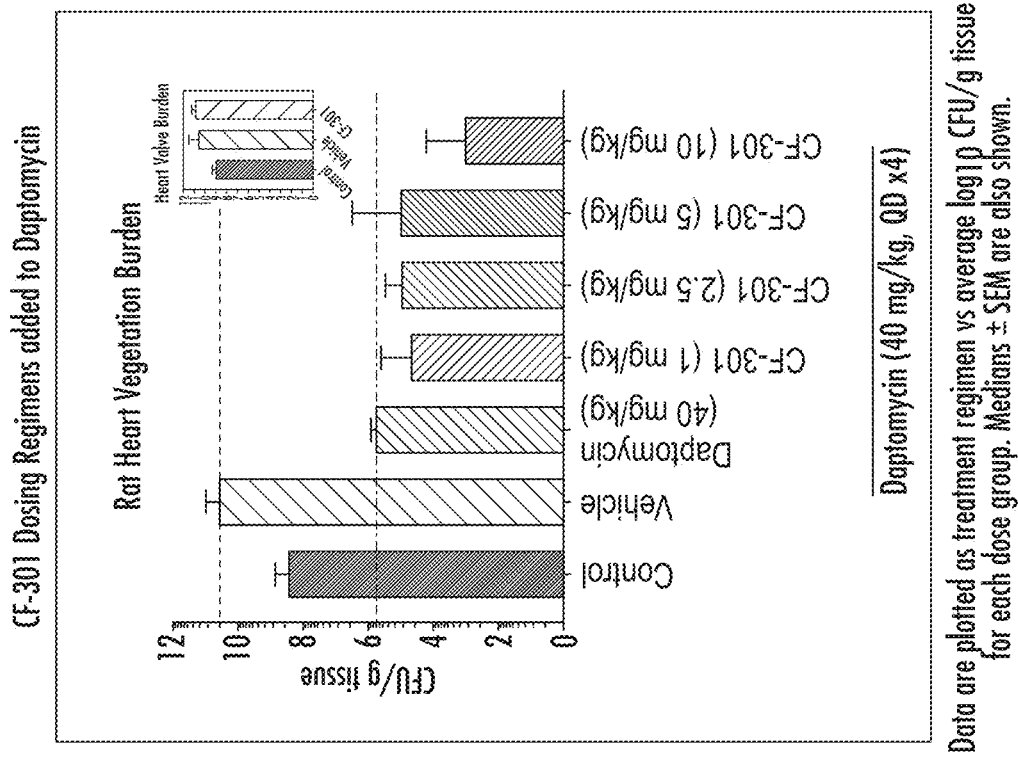 CF-301 Dosing Regimens added to Daptomycin
Rat Heart Vegetation Burden
Heart Valve Burden
Control
Vehicle
CF-301
CFU/g tissue
12
10
8
6
4
2
0
Control
Vehicle
Daptomycin
(40 mg/kg)
CF-301 (1 mg/kg)
CF-301 (2.5 mg/kg)
CF-301 (5 mg/kg)
CF-301 (10 mg/kg)
Daptomycin (40 mg/kg, QD x4)
Data are plotted as treatment regimen vs average log10 CFU/g tissue
for each dose group. Medians ± SEM are also shown.